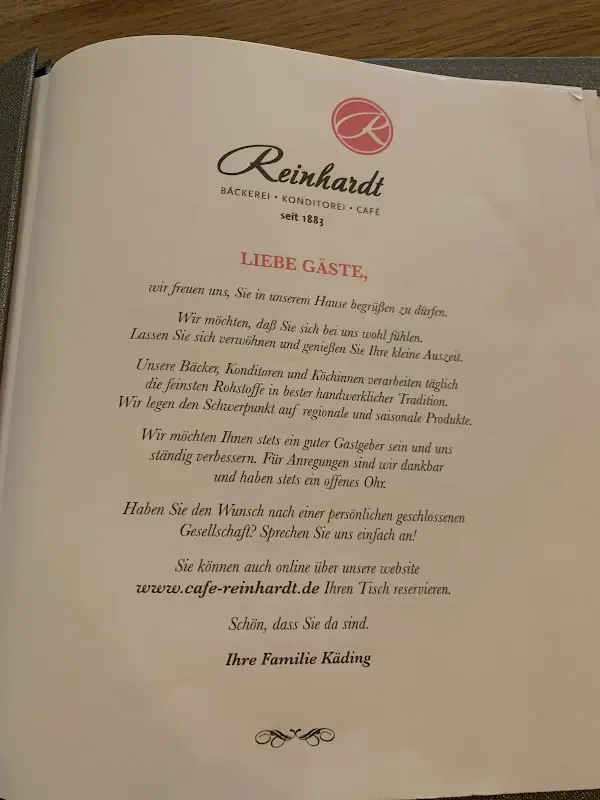 R
Reinhardt
BÄCKEREI • KONDITOREI • CAFÉ
seit 1883
LIEBE GÄSTE,
wir freuen uns, Sie in unserem Hause begrüßen zu dürfen.
Wir möchten, daß Sie sich bei uns wohl fühlen.
Lassen Sie sich verwöhnen und genießen Sie Ihre kleine Auszeit.
Unsere Bäcker, Konditoren und Köchinnen verarbeiten täglich
die feinsten Rohstoffe in bester handwerklicher Tradition.
Wir legen den Schwerpunkt auf regionale und saisonale Produkte.
Wir möchten Ihnen stets ein guter Gastgeber sein und uns
ständig verbessern. Für Anregungen sind wir dankbar
und haben stets ein offenes Ohr.
Haben Sie den Wunsch nach einer persönlichen geschlossenen
Gesellschaft? Sprechen Sie uns einfach an!
Sie können auch online über unsere website
www.cafe-reinhardt.de Ihren Tisch reservieren.
Schön, dass Sie da sind.
Ihre Familie Käding